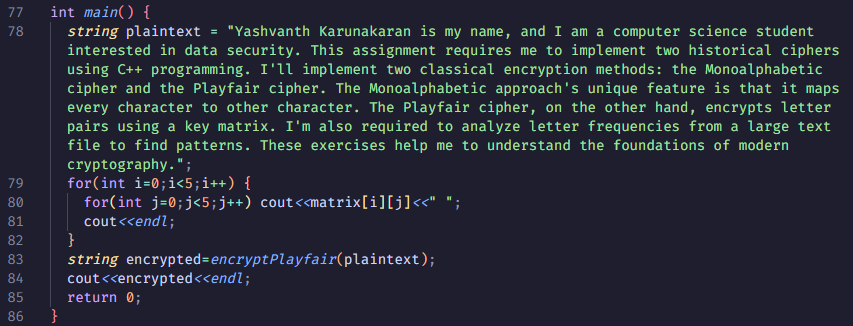 77 int main() {
78 string plaintext = "Yashvanth Karunakaran is my name, and I am a computer science student
interested in data security. This assignment requires me to implement two historical ciphers
using C++ programming. I'll implement two classical encryption methods: the Monoalphabetic
cipher and the Playfair cipher. The Monoalphabetic approach's unique feature is that it maps
every character to other character. The Playfair cipher, on the other hand, encrypts letter
pairs using a key matrix. I'm also required to analyze letter frequencies from a large text
file to find patterns. These exercises help me to understand the foundations of modern
cryptography.";
79 for(int i=0;i<5;i++) {
80 for(int j=0;j<5;j++) cout<<matrix[i][j]<<" ";
81 cout<<endl;
82 }
83 string encrypted=encryptPlayfair(plaintext);
84 cout<<encrypted<<endl;
85 return 0;
86 }